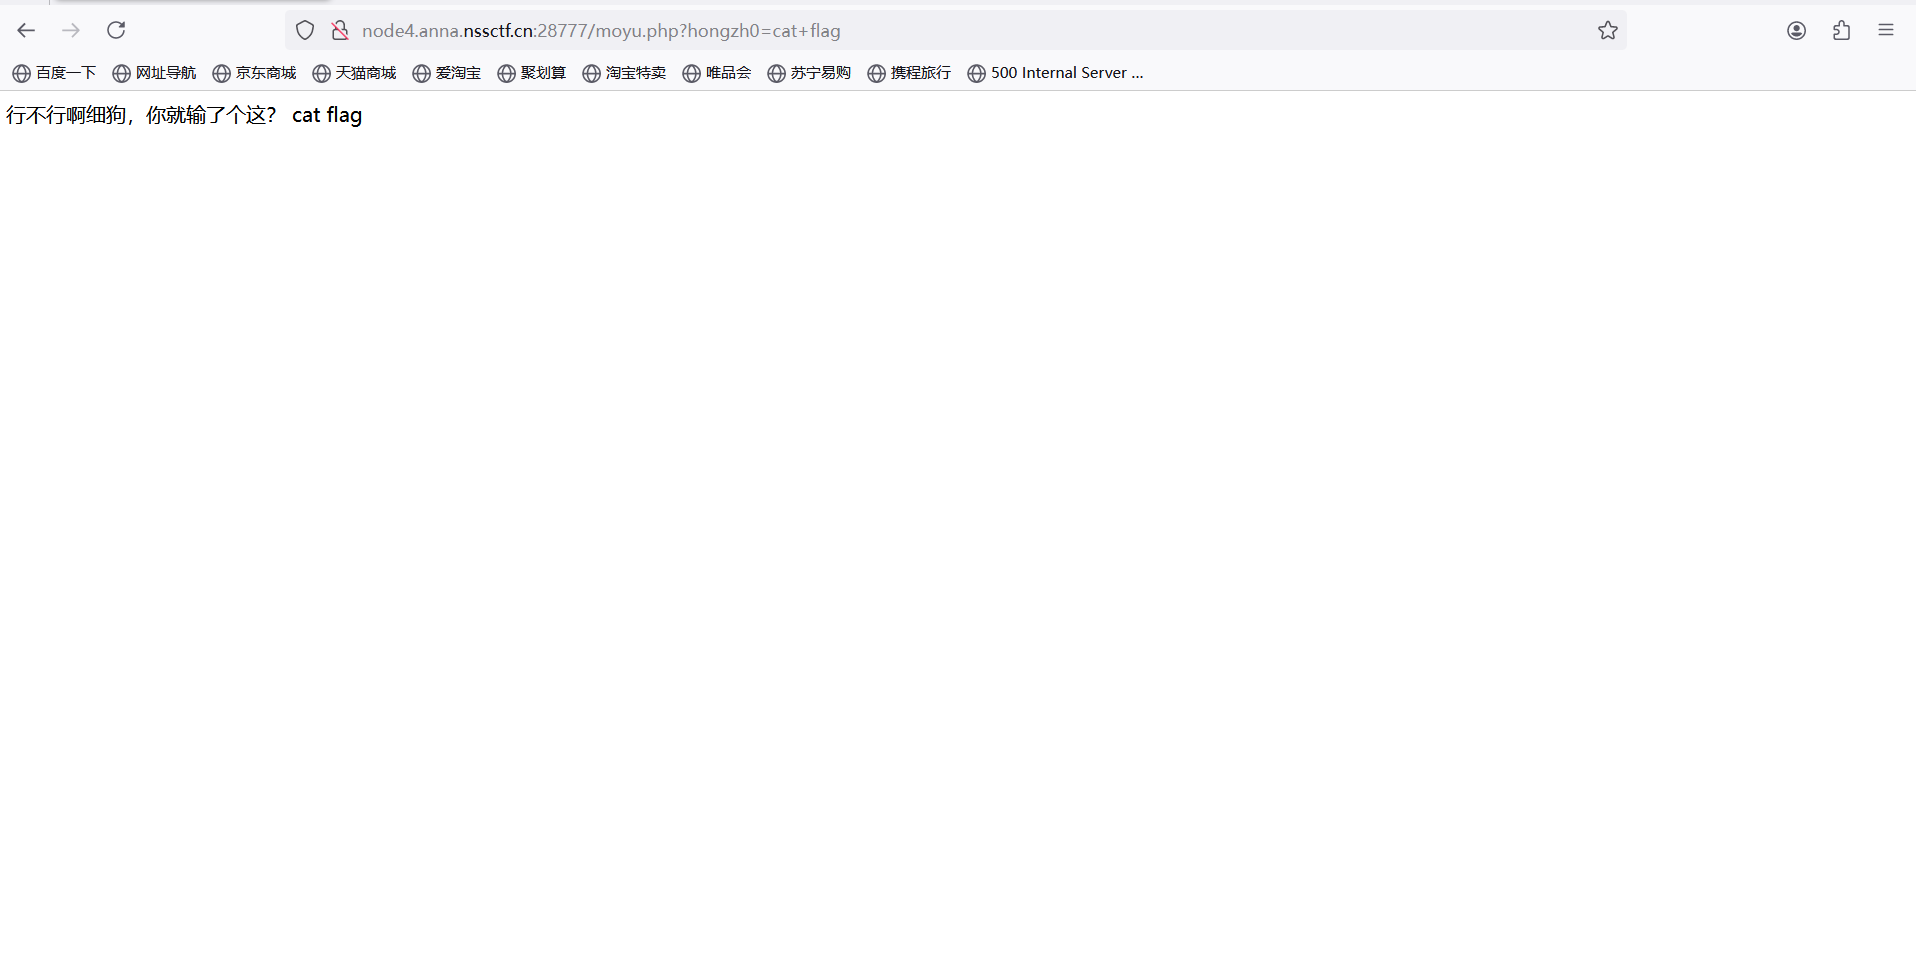 node4.anna.nssctf.cn:28777/moyu.php?hongzh0=cat+flag
百度一下 网址导航 京东商城 天猫商城 爱淘宝 聚划算 淘宝特卖 唯品会 苏宁易购 携程旅行 500 Internal Server ...
行不行啊细狗，你就输了个这？ cat flag